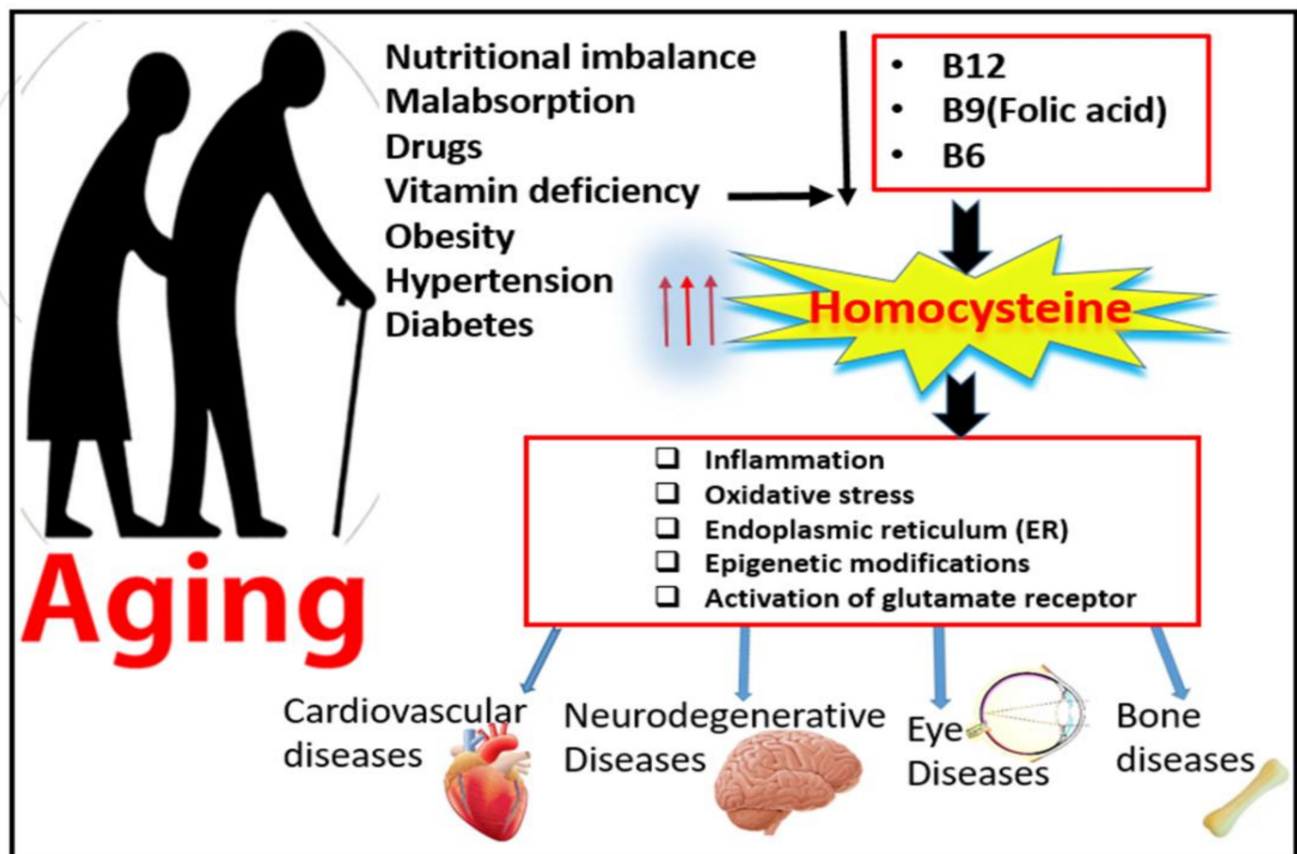 Nutritional imbalance
Malabsorption
Drugs
Vitamin deficiency
Obesity
Hypertension
Diabetes
• B12
• B9(Folic acid)
• B6
Homocysteine
❑ Inflammation
❑ Oxidative stress
❑ Endoplasmic reticulum (ER)
❑ Epigenetic modifications
❑ Activation of glutamate receptor
Aging
Cardiovascular
diseases
Neurodegenerative
Diseases
Eye
Diseases
Bone
diseases